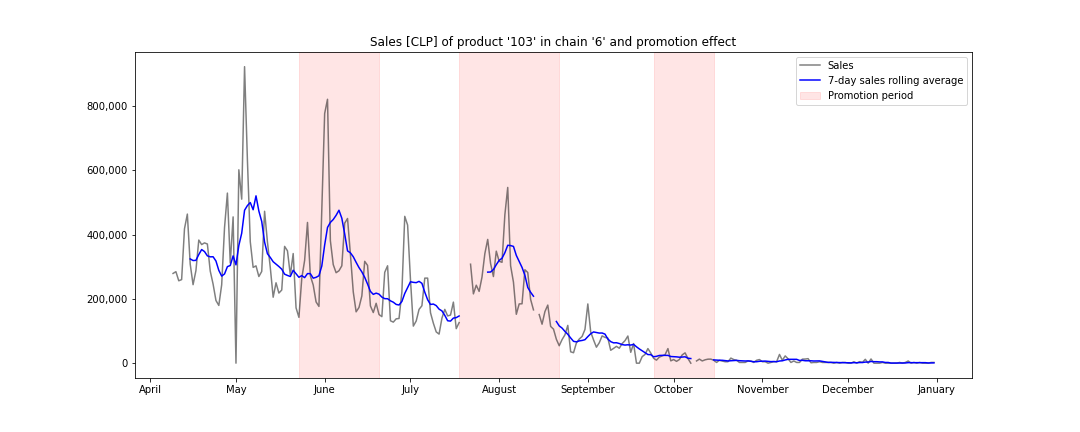 Sales [CLP] of product '103' in chain '6' and promotion effect
Sales
7-day sales rolling average
Promotion period
800,000
600,000
400,000
200,000
0
April May June July August September October November December January